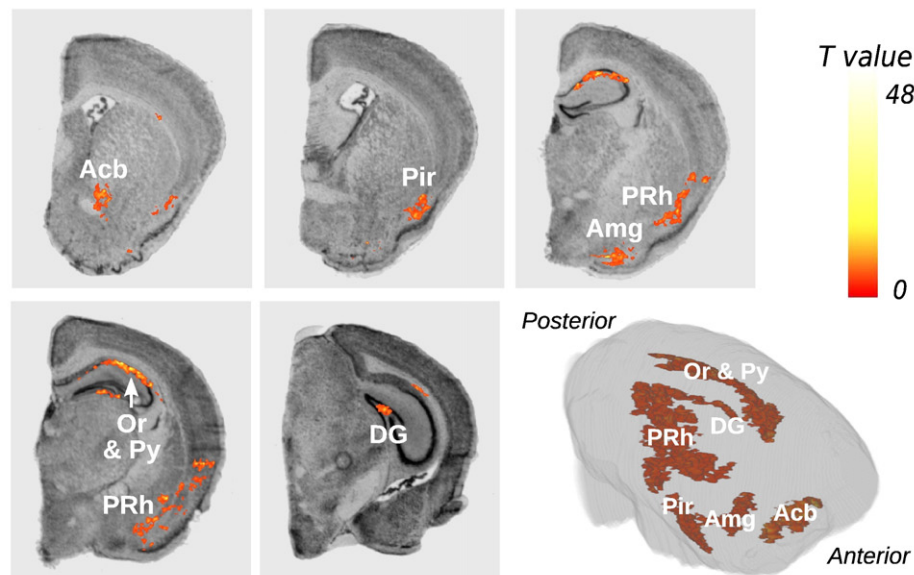 Acb
Pir
PRh
Amg
T value
48
0
Or
& Py
PRh
DG
Posterior
Or & Py
DG
PRh
Pir
Amg
Acb
Anterior